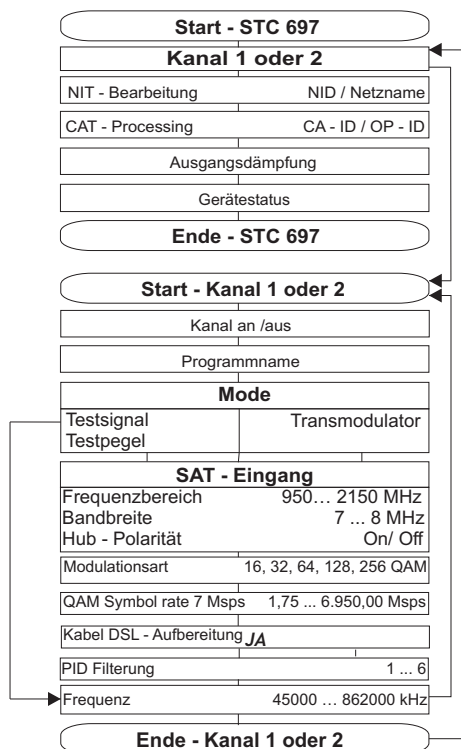 Start - STC 697
Kanal 1 oder 2
NIT - Bearbeitung NID / Netzname
CAT - Processing CA - ID / OP - ID
Ausgangsdämpfung
Gerätestatus
Ende - STC 697
Start - Kanal 1 oder 2
Kanal an /aus
Programmname
Mode
Testsignal Transmodulator
Testpegel
SAT - Eingang
Frequenzbereich 950... 2150 MHz
Bandbreite 7 ... 8 MHz
Hub - Polarität On/ Off
Modulationsart 16, 32, 64, 128, 256 QAM
QAM Symbol rate 7 Msps 1,75 ... 6.950,00 Msps
Kabel DSL - Aufbereitung JA
PID Filterung 1 ... 6
Frequenz 45000 ... 862000 kHz
Ende - Kanal 1 oder 2